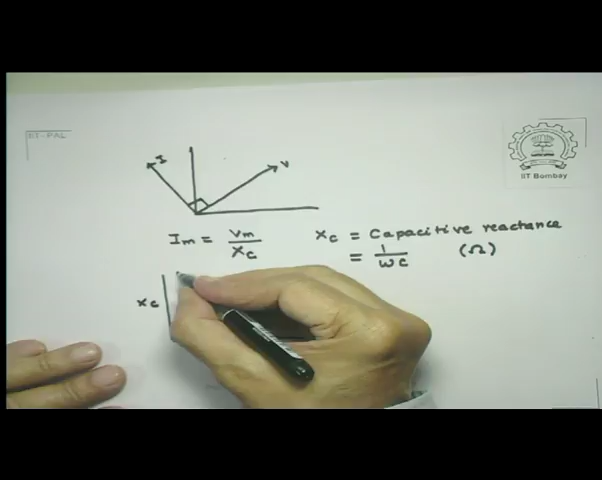 IIT-PAL
IIT Bombay
I
V
Im = Vm / Xc
Xc = Capacitive reactance
= 1 / ωc (Ω)
Xc